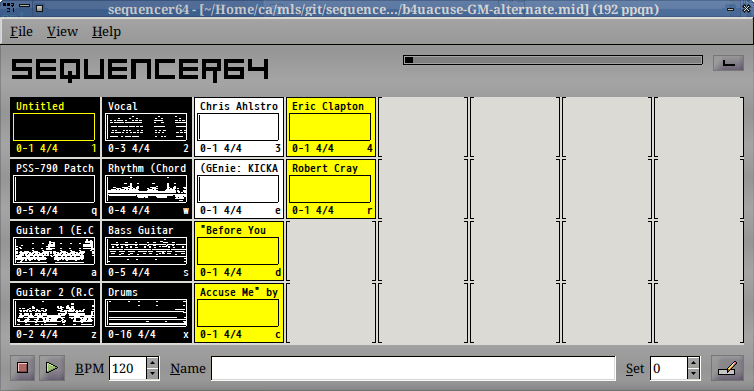 sequencer64 - [~/Home/ca/mls/git/sequence.../b4uacuse-GM-alternate.mid] (192 ppqn)
File View Help
SEQUENCER64
Untitled
0-1 4/4 1
Vocal
0-3 4/4 2
Chris Ahlstro
0-1 4/4 3
Eric Clapton
0-1 4/4 4
PSS-790 Patch
0-5 4/4 q
Rhythm (Chord
0-4 4/4 w
(GEnie: KICKA
0-1 4/4 e
Robert Cray
0-1 4/4 r
Guitar 1 (E.C
0-1 4/4 a
Bass Guitar
0-5 4/4 s
"Before You
0-1 4/4 d
Guitar 2 (R.C
0-2 4/4 z
Drums
0-16 4/4 x
Accuse Me" by
0-1 4/4 c
BPM 120 Name Set 0